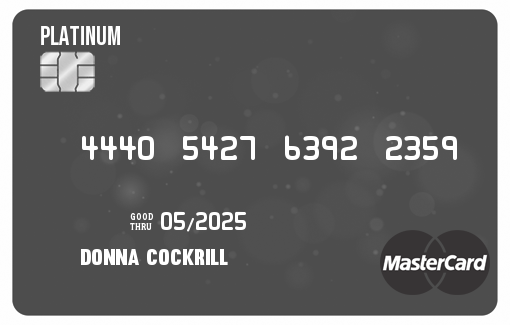 PLATINUM
4440 5427 6392 2359
GOOD THRU 05/2025
DONNA COCKRILL
MasterCard